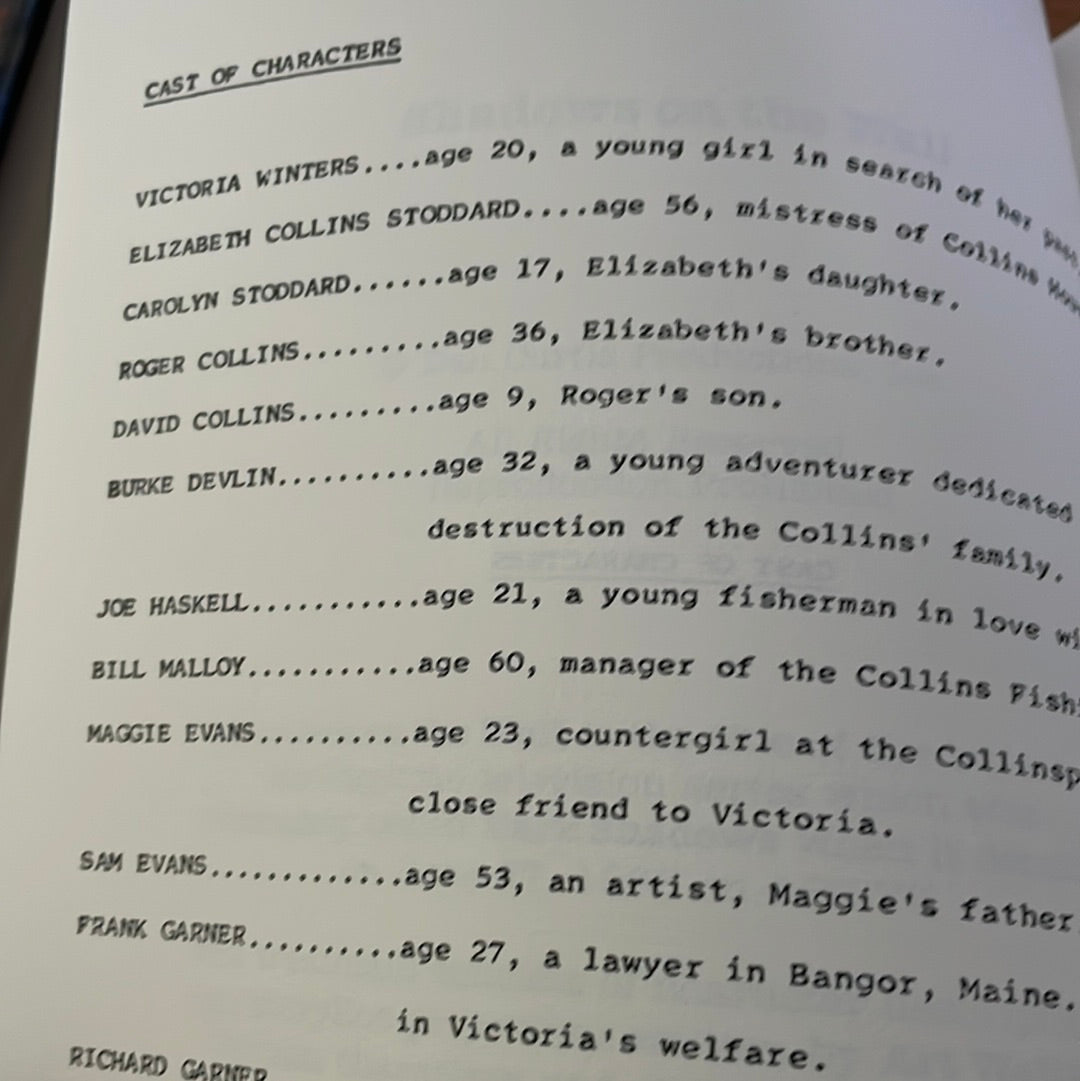 CAST OF CHARACTERS
VICTORIA WINTERS....age 20, a young girl in search of her past.
ELIZABETH COLLINS STODDARD....age 56, mistress of Collins
CAROLYN STODDARD......age 17, Elizabeth's daughter.
ROGER COLLINS.........age 36, Elizabeth's brother.
DAVID COLLINS.........age 9, Roger's son.
BURKE DEVLIN..........age 32, a young adventurer dedicated
destruction of the Collins' family.
JOE HASKELL...........age 21, a young fisherman in love
BILL MALLOY...........age 60, manager of the Collins
MAGGIE EVANS..........age 23, countergirl at the
close friend to Victoria.
SAM EVANS.............age 53, an artist, Maggie's father
FRANK GARNER..........age 27, a lawyer in Bangor, Maine.
in Victoria's welfare.
RICHARD GARNER